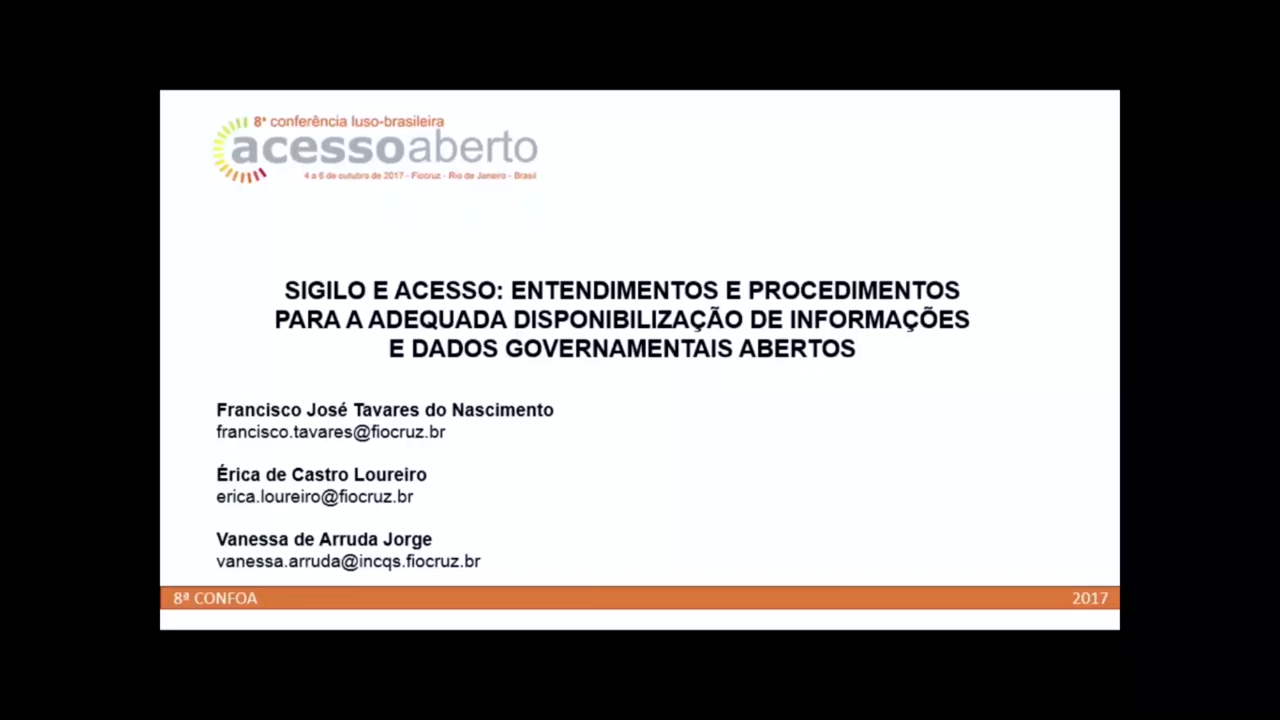 8ª conferência luso-brasileira
acessoaberto
4 a 6 de outubro de 2017 - Fiocruz - Rio de Janeiro - Brasil
SIGILO E ACESSO: ENTENDIMENTOS E PROCEDIMENTOS
PARA A ADEQUADA DISPONIBILIZAÇÃO DE INFORMAÇÕES
E DADOS GOVERNAMENTAIS ABERTOS
Francisco José Tavares do Nascimento
francisco.tavares@fiocruz.br
Érica de Castro Loureiro
erica.loureiro@fiocruz.br
Vanessa de Arruda Jorge
vanessa.arruda@incqs.fiocruz.br
8ª CONFOA
2017